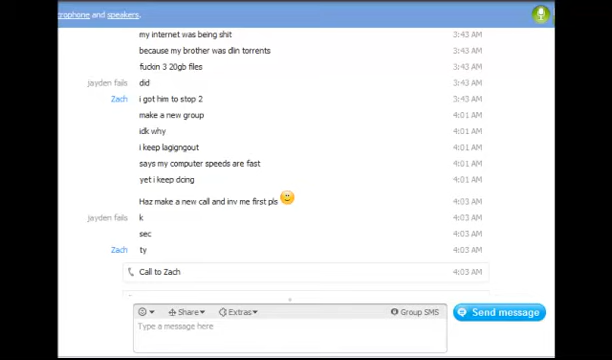 crophone and speakers.
my internet was being shit 3:43 AM
because my brother was dlin torrents 3:43 AM
fuckin 3 20gb files 3:43 AM
jayden fails did 3:43 AM
Zach i got him to stop 2 3:43 AM
make a new group 4:01 AM
idk why 4:01 AM
i keep lagigngout 4:01 AM
says my computer speeds are fast 4:01 AM
yet i keep dcing 4:01 AM
Haz make a new call and inv me first pls 4:03 AM
jayden fails k 4:03 AM
sec 4:03 AM
Zach ty 4:03 AM
Call to Zach 4:03 AM
Share Extras Group SMS Send message
Type a message here